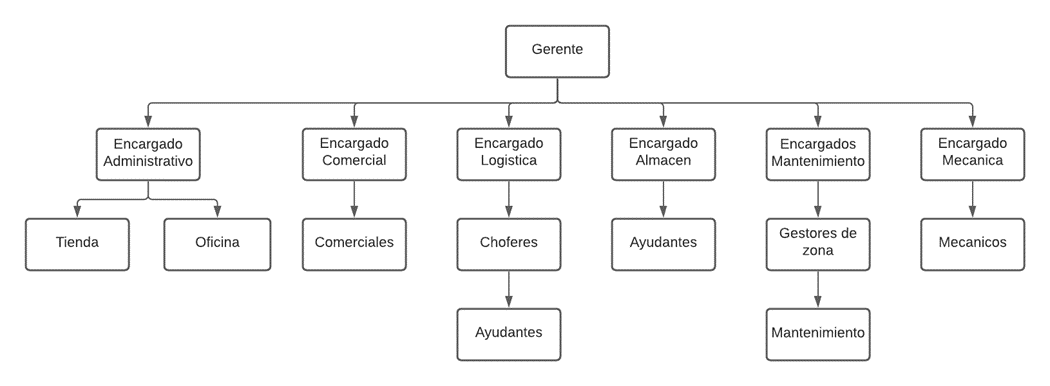 Gerente
Encargado
Administrativo
Encargado
Comercial
Encargado
Logistica
Encargado
Almacen
Encargados
Mantenimiento
Encargado
Mecanica
Tienda
Oficina
Comerciales
Choferes
Ayudantes
Gestores de
zona
Mecanicos
Ayudantes
Mantenimiento